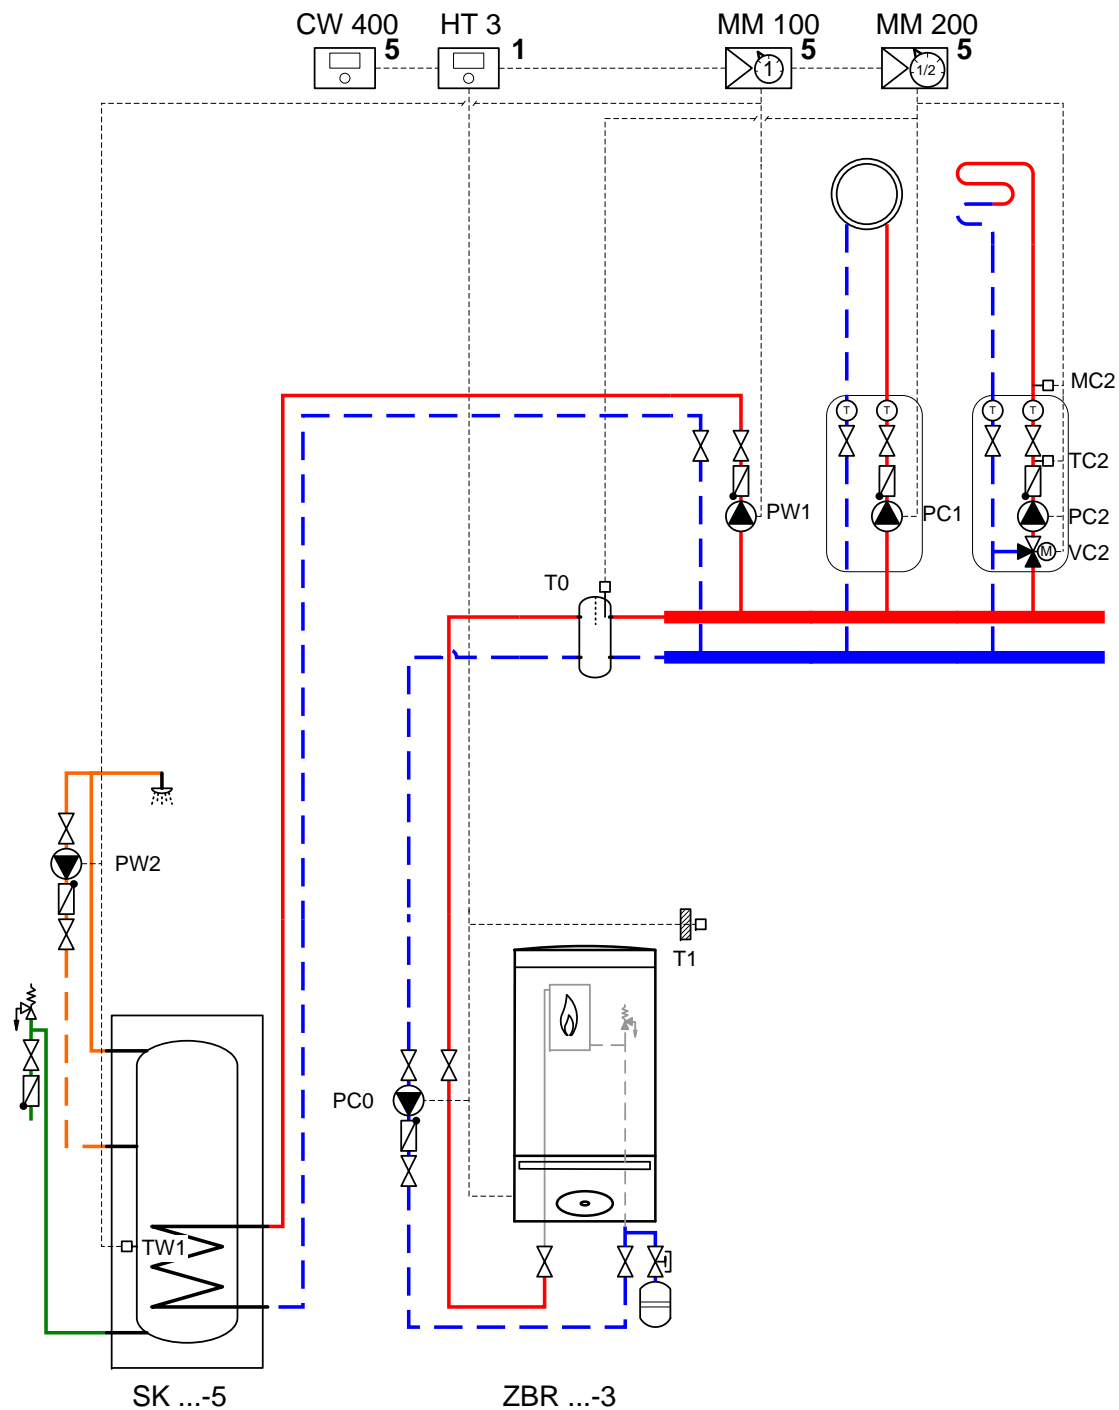 CW 400
5
HT 3
1
MM 100
5
MM 200
5
1
1/2
MC2
T
T
T
T
TC2
PW1
PC1
PC2
M
VC2
T0
PW2
T1
PC0
TW1
SK ...-5
ZBR ...-3